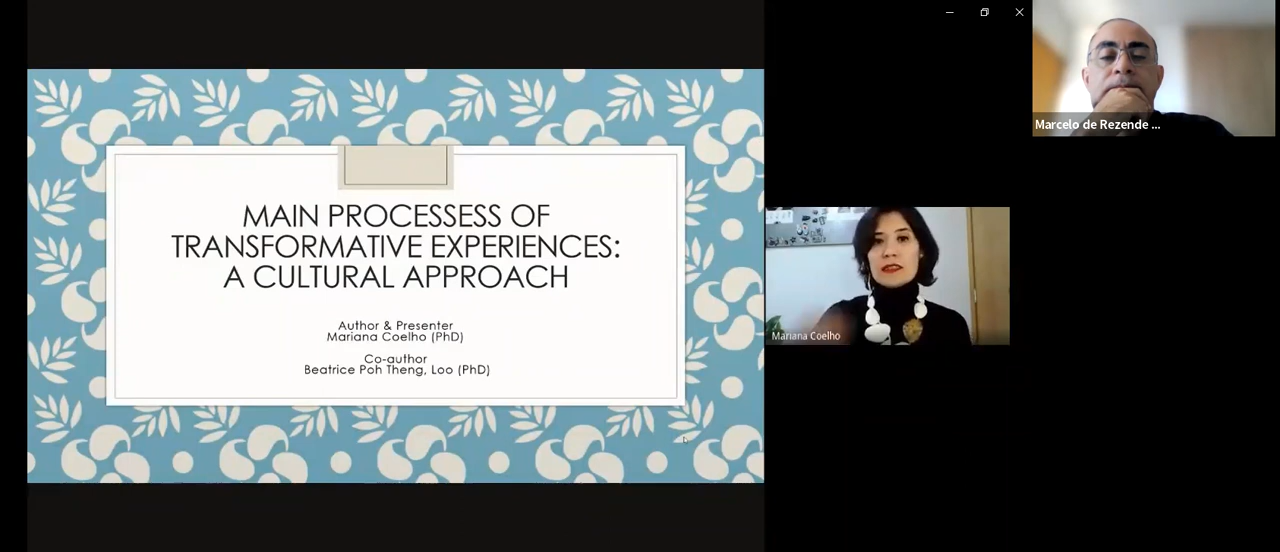 MAIN PROCESSESS OF
TRANSFORMATIVE EXPERIENCES:
A CULTURAL APPROACH
Author & Presenter
Mariana Coelho (PhD)
Co-author
Beatrice Poh Theng, Loo (PhD)
Marcelo de Rezende ...
Mariana Coelho